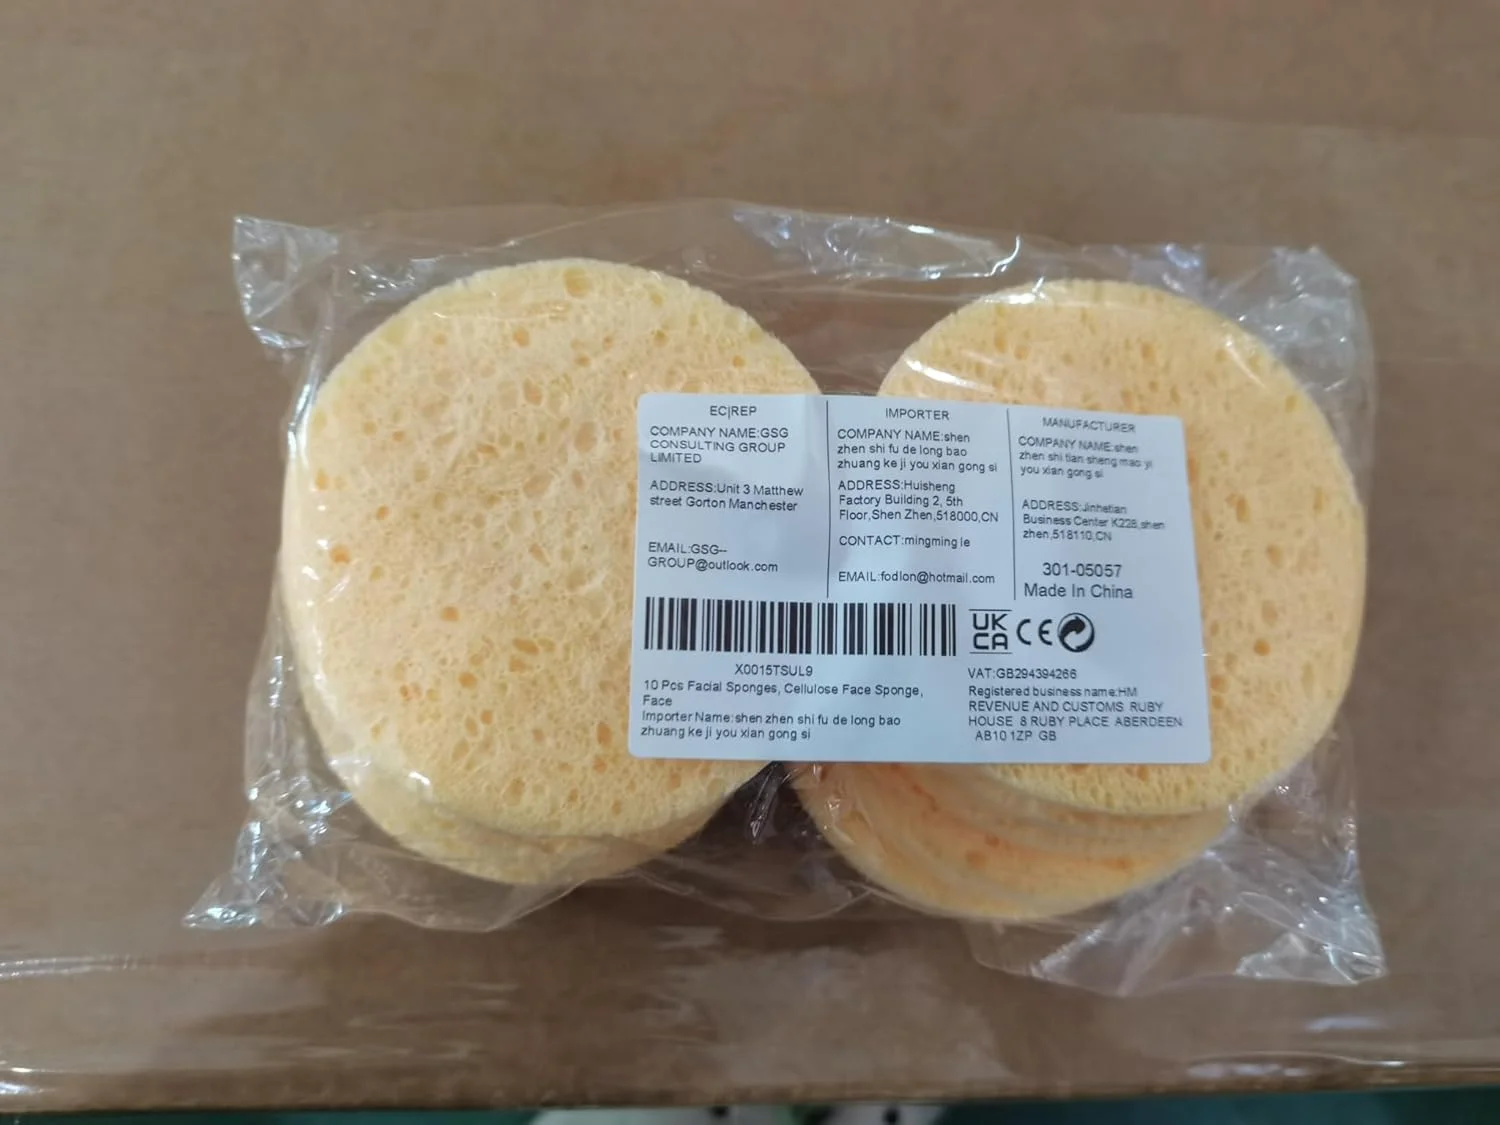 EC|REP
COMPANY NAME:GSG
CONSULTING GROUP
LIMITED
ADDRESS:Unit 3 Matthew
street Gorton Manchester
EMAIL:GSG--
GROUP@outlook.com
IMPORTER
COMPANY NAME:shen
zhen shi fu de long bao
zhuang ke ji you xian gong si
ADDRESS:Huisheng
Factory Building 2, 5th
Floor,Shen Zhen,518000,CN
CONTACT:mingming le
EMAIL:fodlon@hotmail.com
MANUFACTURER
COMPANY NAME:shen
zhen shi tian sheng mao yi
you xian gong si
ADDRESS:Jinhetian
Business Center K228,shen
zhen,518110,CN
301-05057
Made In China
UK
CA CE
X0015TSUL9
10 Pcs Facial Sponges, Cellulose Face Sponge,
Face
Importer Name:shen zhen shi fu de long bao
zhuang ke ji you xian gong si
VAT:GB294394266
Registered business name:HM
REVENUE AND CUSTOMS RUBY
HOUSE 8 RUBY PLACE ABERDEEN
AB10 1ZP GB